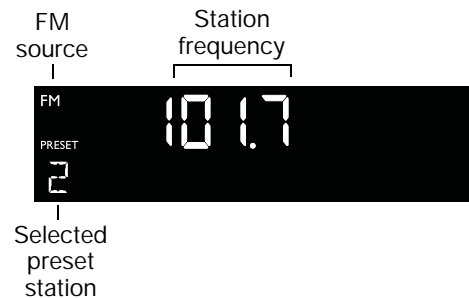 FM
source
Station
frequency
FM
101.7
PRESET
2
Selected
preset
station